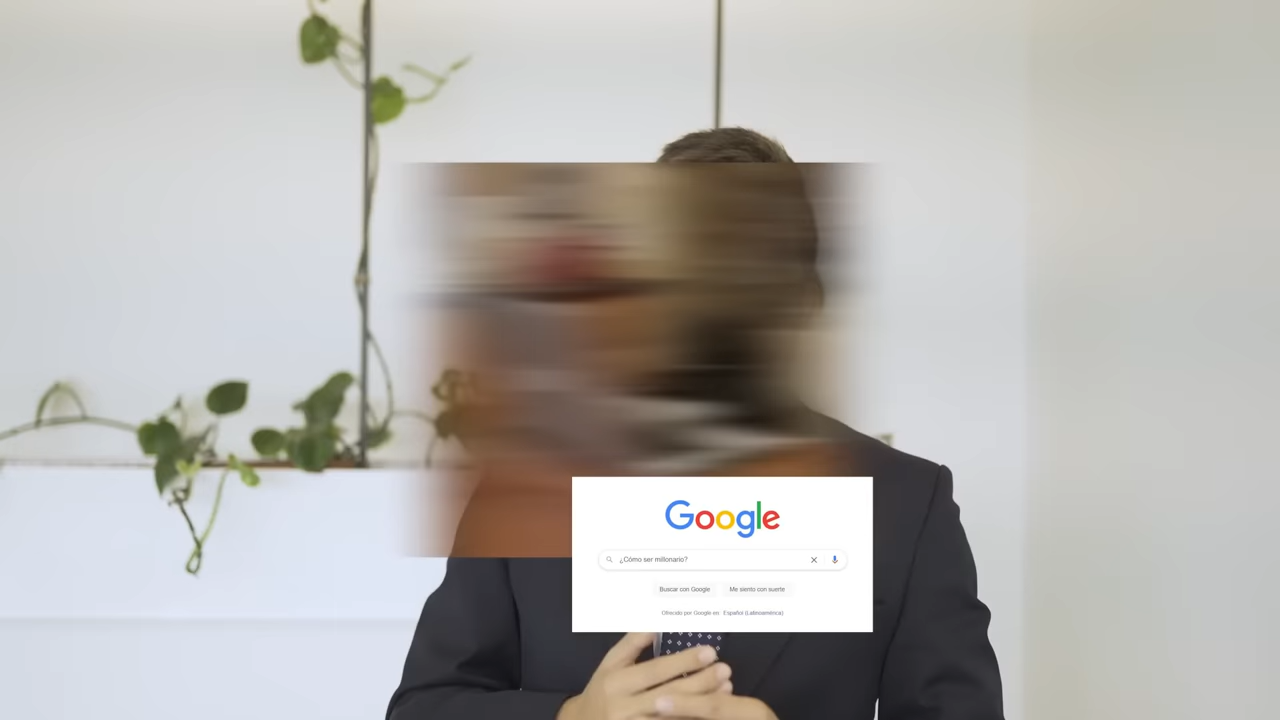 Google
¿Cómo ser millonario?
Buscar con Google Me siento con suerte
Ofrecido por Google en Español (Latinoamérica)